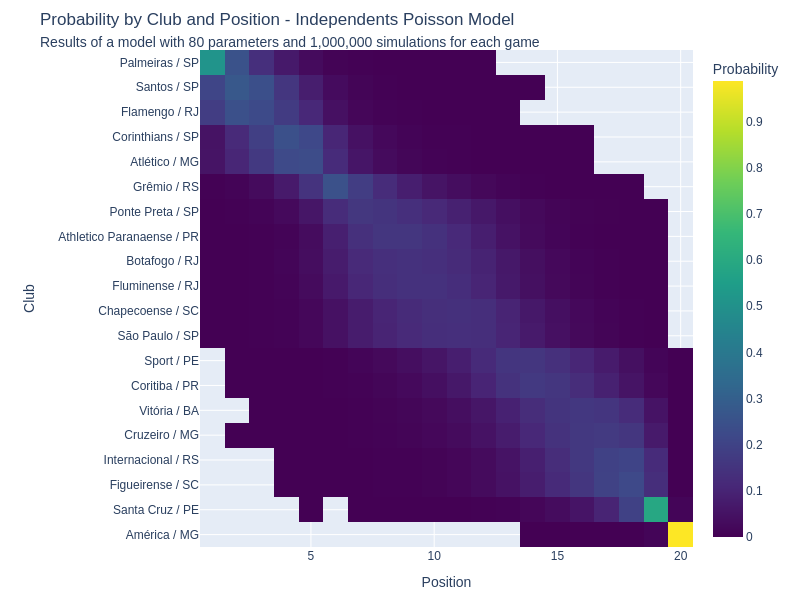 Probability by Club and Position - Independents Poisson Model
Results of a model with 80 parameters and 1,000,000 simulations for each game
Probability
Palmeiras / SP
Santos / SP
Flamengo / RJ
Corinthians / SP
Atlético / MG
Grêmio / RS
Ponte Preta / SP
Athletico Paranaense / PR
Botafogo / RJ
Fluminense / RJ
Chapecoense / SC
São Paulo / SP
Sport / PE
Coritiba / PR
Vitória / BA
Cruzeiro / MG
Internacional / RS
Figueirense / SC
Santa Cruz / PE
América / MG
Club
5
10
15
20
Position
0.9
0.8
0.7
0.6
0.5
0.4
0.3
0.2
0.1
0